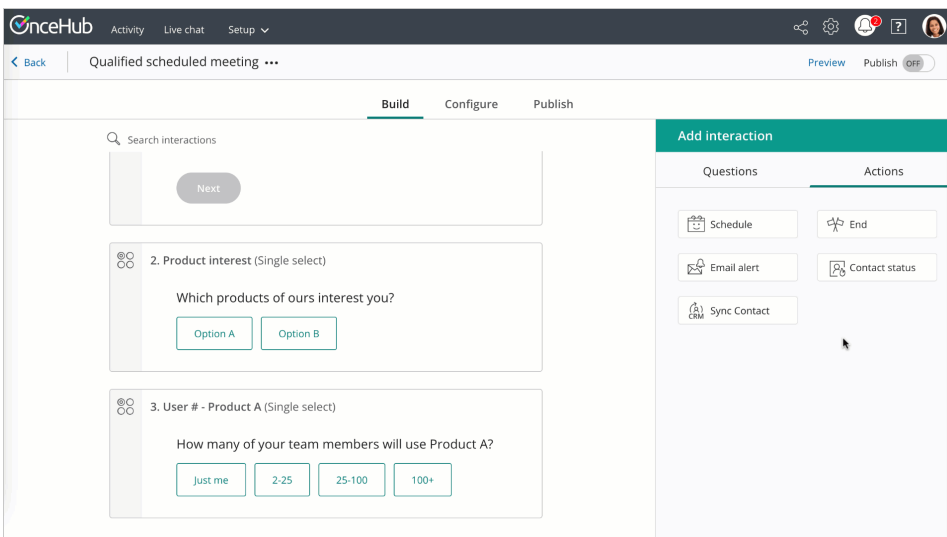 OnceHub Activity Live chat Setup 2 ?
Back Qualified scheduled meeting ••• Preview Publish OFF
Build Configure Publish
Search interactions
Add interaction
Questions Actions
Next
Schedule End
Email alert Contact status
CRM Sync Contact
2. Product interest (Single select)
Which products of ours interest you?
Option A Option B
3. User # - Product A (Single select)
How many of your team members will use Product A?
Just me 2-25 25-100 100+